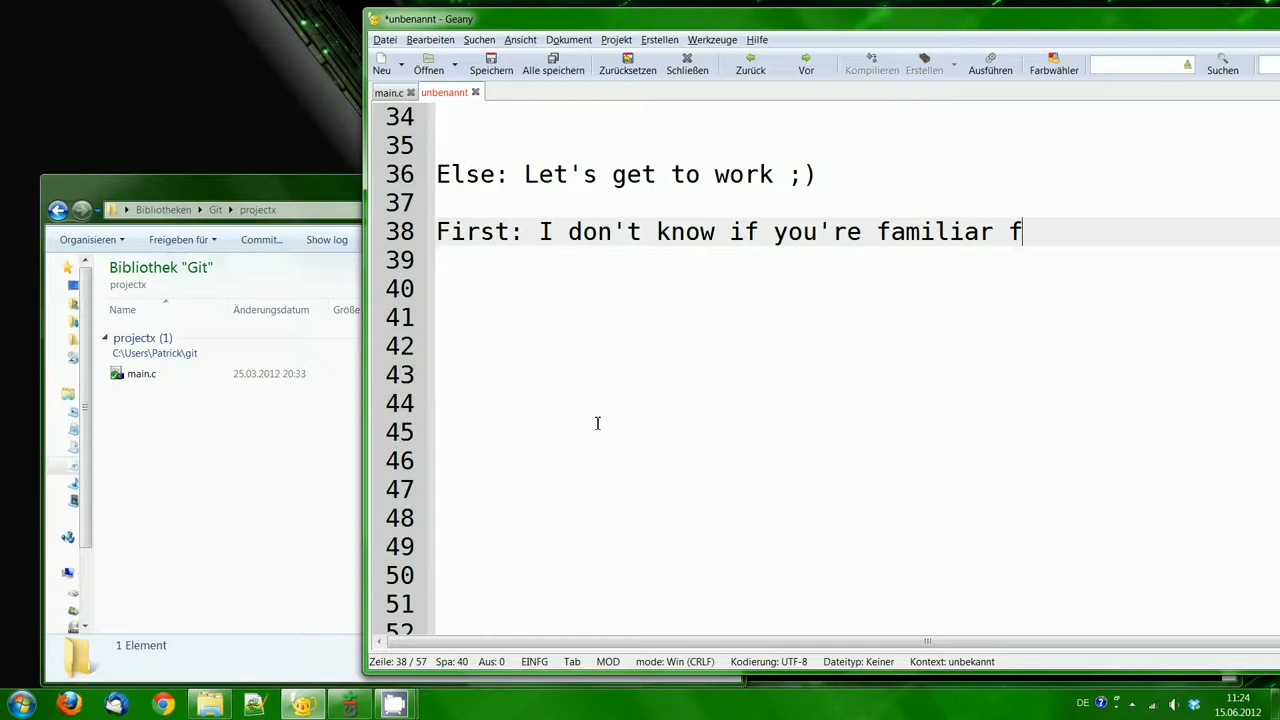 *unbenannt - Geany
Datei Bearbeiten Suchen Ansicht Dokument Projekt Erstellen Werkzeuge Hilfe
Neu Öffnen Speichern Alle speichern Zurücksetzen Schließen Zurück Vor Kompilieren Erstellen Ausführen Farbwähler Suchen
main.c unbenannt
34
35
36 Else: Let's get to work ;)
37
38 First: I don't know if you're familiar f
39
40
41
42
43
44
45
46
47
48
49
50
51
52
Zeile: 38 / 57 Spa: 40 Aus: 0 EINFG Tab MOD mode: Win (CRLF) Kodierung: UTF-8 Dateityp: Keiner Kontext: unbekannt
Bibliotheken Git projectx
Organisieren Freigeben für Commit... Show log
Bibliothek "Git"
projectx
Name Änderungsdatum Größe
projectx (1)
C:\Users\Patrick\git
main.c 25.03.2012 20:33
1 Element
DE 11:24
15.06.2012